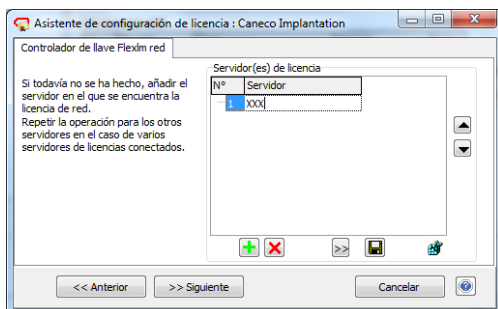 Asistente de configuración de licencia : Caneco Implantation
Controlador de llave Flexlm red
Si todavía no se ha hecho, añadir el
servidor en el que se encuentra la
licencia de red.
Repetir la operación para los otros
servidores en el caso de varios
servidores de licencias conectados.
Servidor(es) de licencia
Nº Servidor
1 XXX
>>
<< Anterior
>> Siguiente
Cancelar